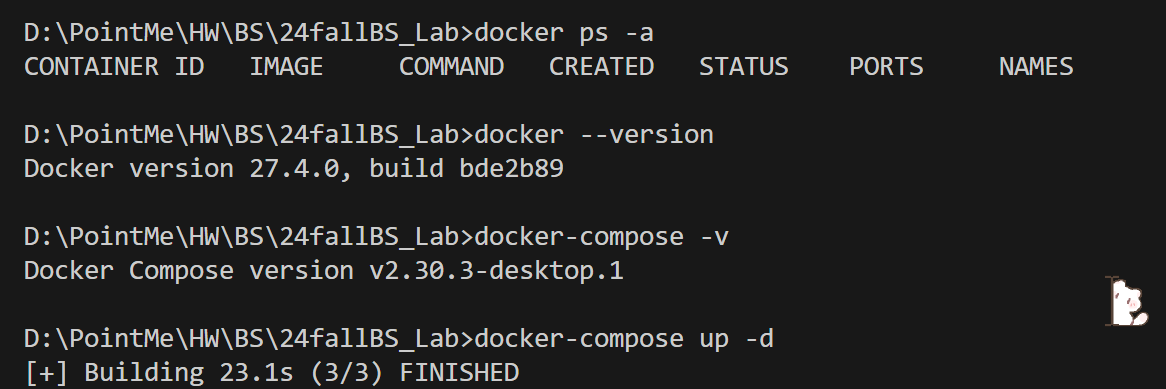 D:\PointMe\HW\BS\24fallBS_Lab>docker ps -a
CONTAINER ID   IMAGE     COMMAND   CREATED   STATUS    PORTS     NAMES
D:\PointMe\HW\BS\24fallBS_Lab>docker --version
Docker version 27.4.0, build bde2b89
D:\PointMe\HW\BS\24fallBS_Lab>docker-compose -v
Docker Compose version v2.30.3-desktop.1
D:\PointMe\HW\BS\24fallBS_Lab>docker-compose up -d
[+] Building 23.1s (3/3) FINISHED